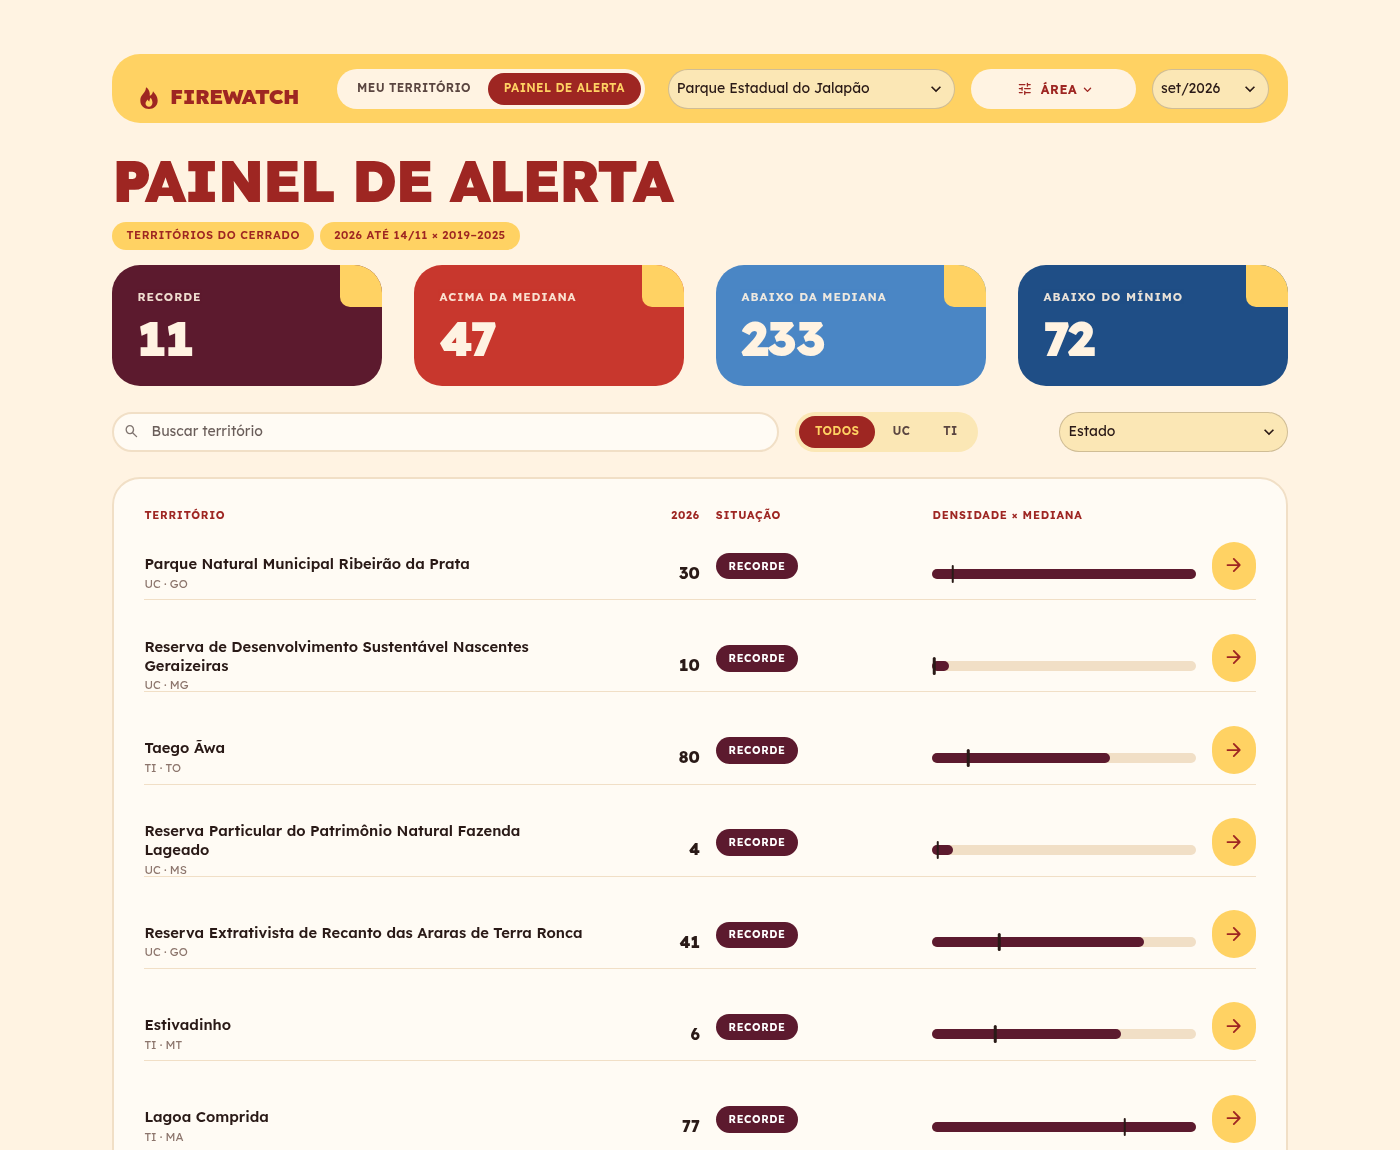 FIREWATCH
MEU TERRITÓRIO
PAINEL DE ALERTA
Parque Estadual do Jalapão
ÁREA
set/2026
PAINEL DE ALERTA
TERRITÓRIOS DO CERRADO
2026 ATÉ 14/11 × 2019–2025
RECORDE
11
ACIMA DA MEDIANA
47
ABAIXO DA MEDIANA
233
ABAIXO DO MÍNIMO
72
Buscar território
TODOS
UC
TI
Estado
TERRITÓRIO
2026
SITUAÇÃO
DENSIDADE × MEDIANA
Parque Natural Municipal Ribeirão da Prata
UC · GO
30
RECORDE
Reserva de Desenvolvimento Sustentável Nascentes
Geraizeiras
UC · MG
10
RECORDE
Taego Ãwa
TI · TO
80
RECORDE
Reserva Particular do Patrimônio Natural Fazenda
Lageado
UC · MS
4
RECORDE
Reserva Extrativista de Recanto das Araras de Terra Ronca
UC · GO
41
RECORDE
Estivadinho
TI · MT
6
RECORDE
Lagoa Comprida
TI · MA
77
RECORDE